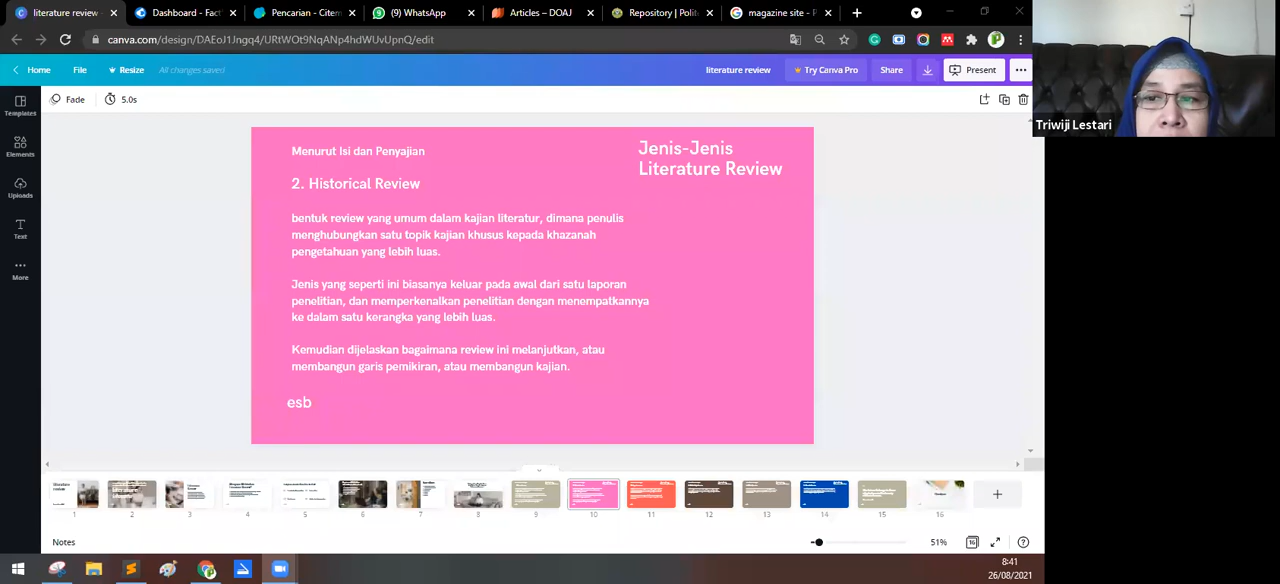 literature review -
Dashboard - Fact
Pencarian - Citem
(9) WhatsApp
Articles – DOAJ
Repository | Polit
magazine site - P
canva.com/design/DAEoJ1Jngq4/URtWOt9NqANp4hdWUvUpnQ/edit
Home
File
Resize
All changes saved
literature review
Try Canva Pro
Share
Present
Fade
5.0s
Templates
Elements
Uploads
Text
More
Menurut Isi dan Penyajian
Jenis-Jenis
Literature Review
2. Historical Review
bentuk review yang umum dalam kajian literatur, dimana penulis
menghubungkan satu topik kajian khusus kepada khazanah
pengetahuan yang lebih luas.
Jenis yang seperti ini biasanya keluar pada awal dari satu laporan
penelitian, dan memperkenalkan penelitian dengan menempatkannya
ke dalam satu kerangka yang lebih luas.
Kemudian dijelaskan bagaimana review ini melanjutkan, atau
membangun garis pemikiran, atau membangun kajian.
esb
Triwiji Lestari
1 2 3 4 5 6 7 8 9 10 11 12 13 14 15 16
Notes
51%
16
8:41
26/08/2021